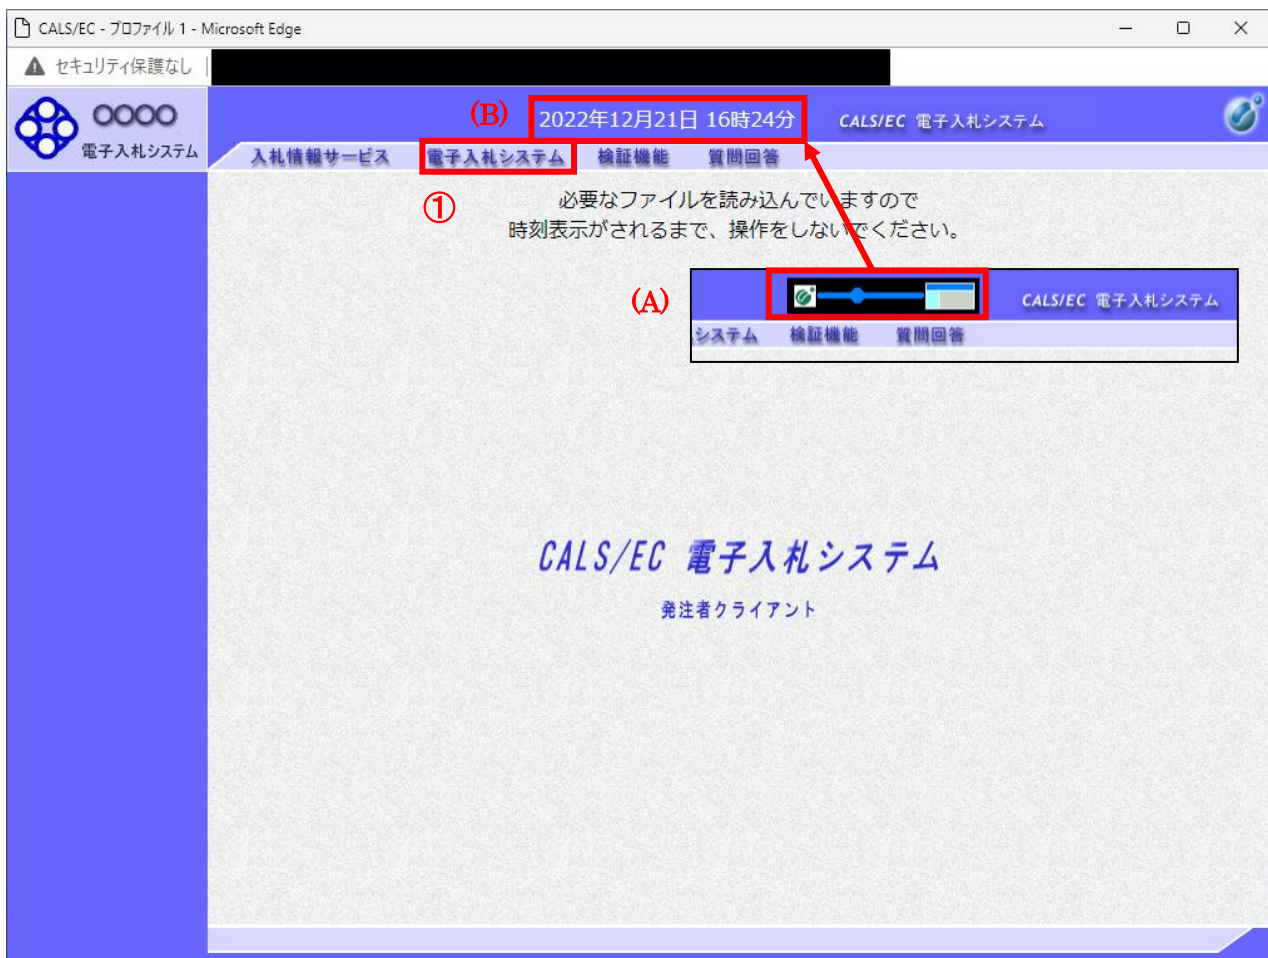 CALS/EC - プロファイル 1 - Microsoft Edge
セキュリティ保護なし
OOOO
電子入札システム
(B)
2022年12月21日 16時24分
CALS/EC 電子入札システム
入札情報サービス 電子入札システム 検証機能 質問回答
①
必要なファイルを読み込んでいますので
時刻表示がされるまで、操作をしないでください。
(A)
CALS/EC 電子入札システム
システム 検証機能 質問回答
CALS/EC 電子入札システム
発注者クライアント